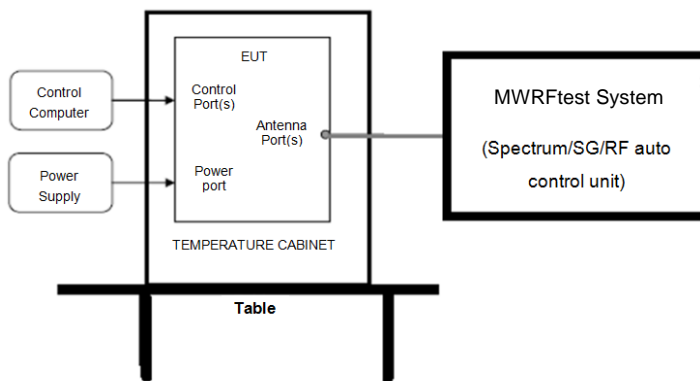 EUT
Control
Computer
Control
Port(s)
Antenna
Port(s)
Power
Supply
Power
port
TEMPERATURE CABINET
Table
MWRFtest System
(Spectrum/SG/RF auto
control unit)